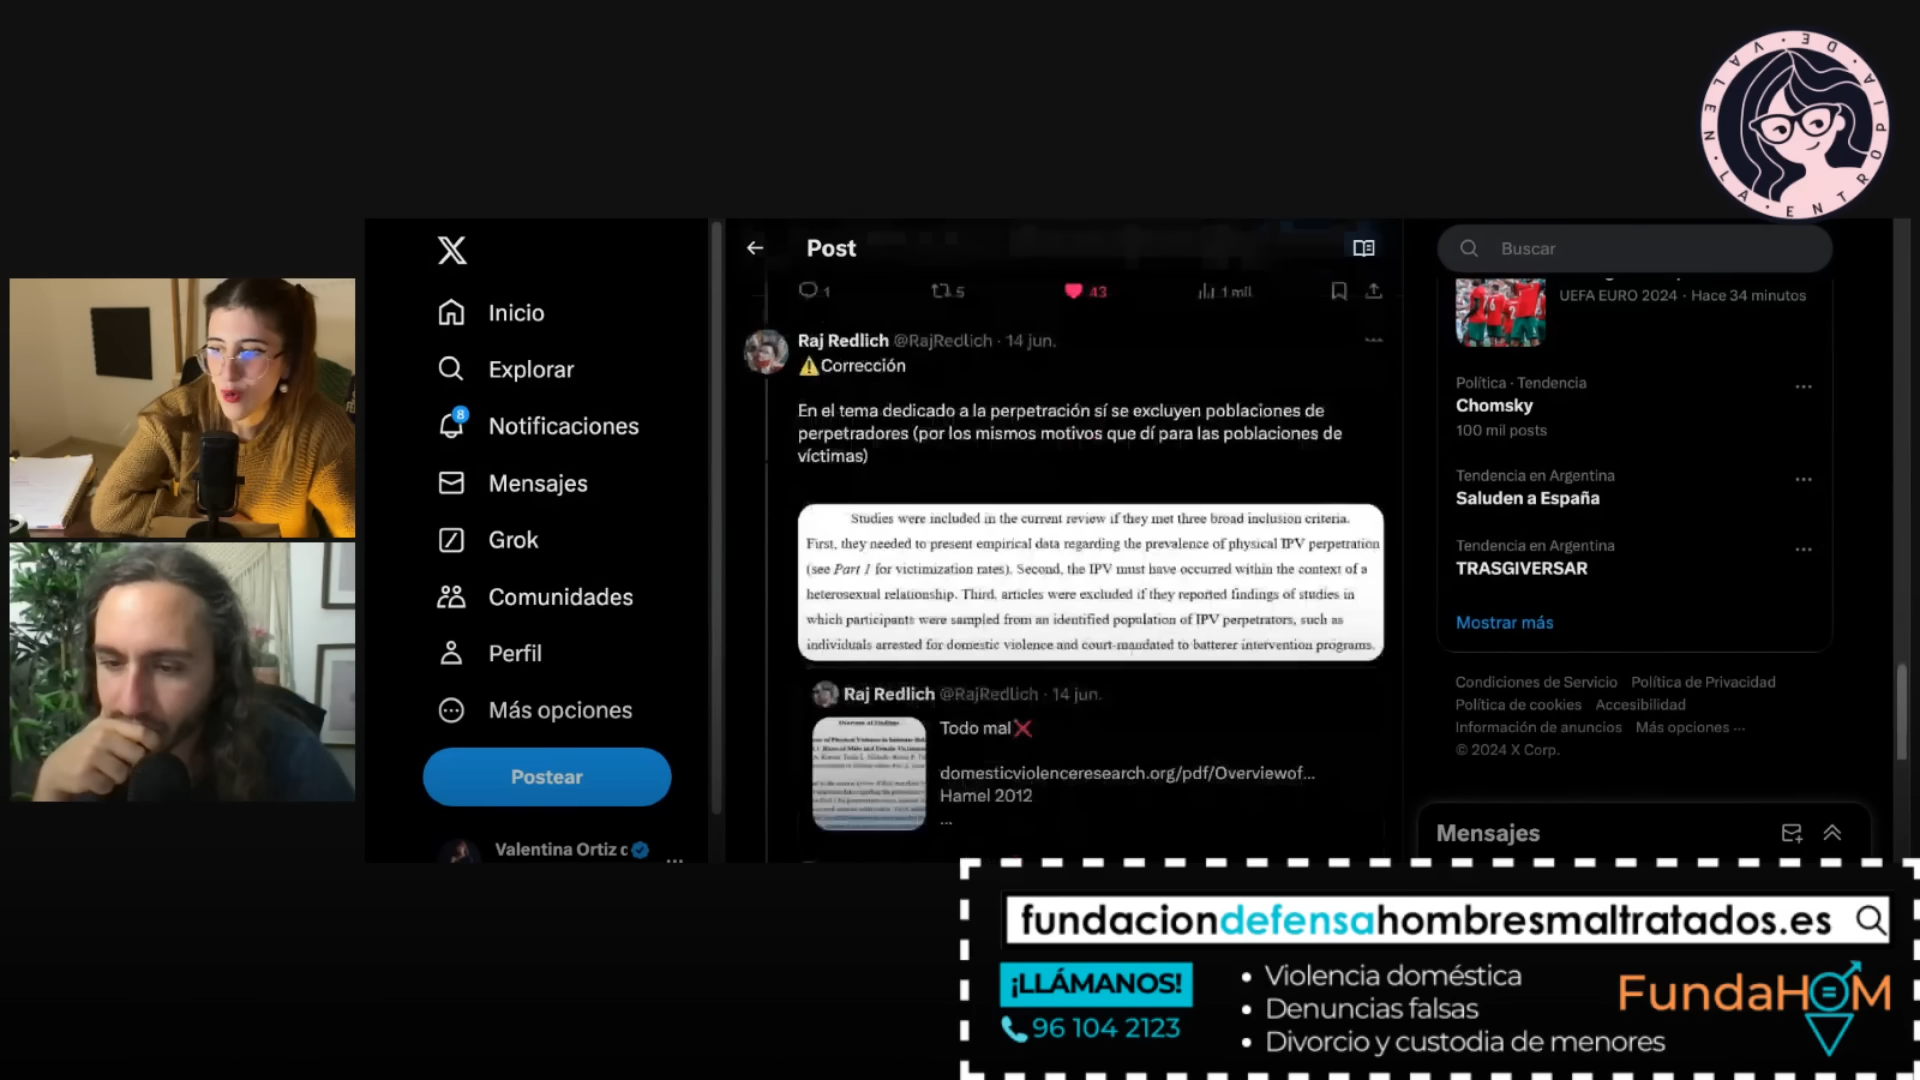 LA ENTROPIA DE VALEN
X
Inicio
Explorar
8
Notificaciones
Mensajes
Grok
Comunidades
Perfil
Más opciones
Postear
Valentina Ortiz
Post
1
5
43
1 mil
Raj Redlich @RajRedlich · 14 jun.
⚠️Corrección
En el tema dedicado a la perpetración sí se excluyen poblaciones de
perpetradores (por los mismos motivos que dí para las poblaciones de
víctimas)
Studies were included in the current review if they met three broad inclusion criteria.
First, they needed to present empirical data regarding the prevalence of physical IPV perpetration
(see Part 1 for victimization rates). Second, the IPV must have occurred within the context of a
heterosexual relationship. Third, articles were excluded if they reported findings of studies in
which participants were sampled from an identified population of IPV perpetrators, such as
individuals arrested for domestic violence and court-mandated to batterer intervention programs.
Raj Redlich @RajRedlich · 14 jun.
Todo mal❌
domesticviolenceresearch.org/pdf/Overviewof...
Hamel 2012
...
Overview of Findings
Buscar
UEFA EURO 2024 · Hace 34 minutos
Política · Tendencia
Chomsky
100 mil posts
Tendencia en Argentina
Saluden a España
Tendencia en Argentina
TRASGIVERSAR
Mostrar más
Condiciones de Servicio Política de Privacidad
Política de cookies Accesibilidad
Información de anuncios Más opciones ···
© 2024 X Corp.
Mensajes
fundaciondefensahombresmaltratados.es
¡LLÁMANOS!
96 104 2123
• Violencia doméstica
• Denuncias falsas
• Divorcio y custodia de menores
FundaHOM